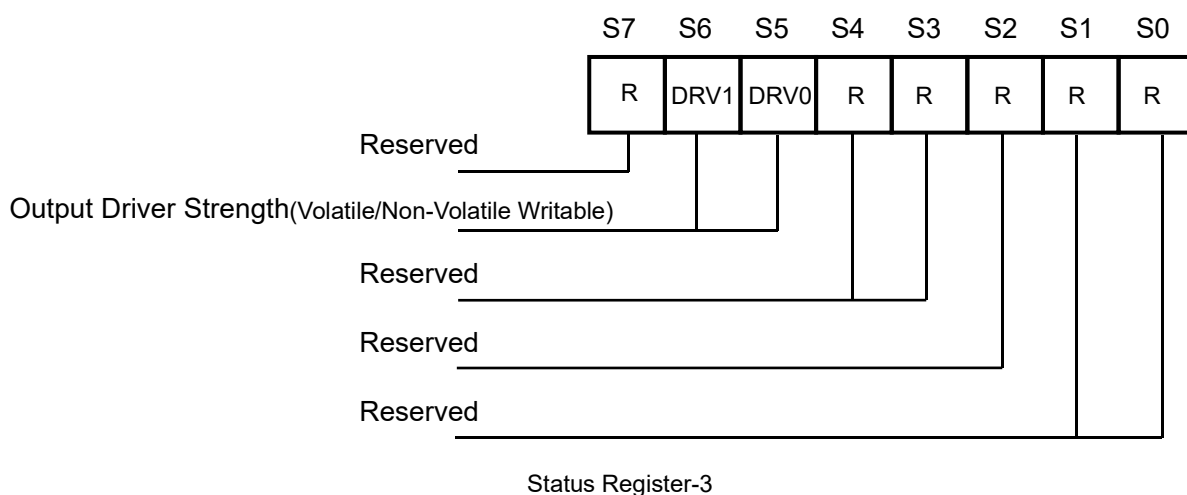 S7 S6 S5 S4 S3 S2 S1 S0
R DRV1 DRV0 R R R R R
Reserved
Output Driver Strength(Volatile/Non-Volatile Writable)
Reserved
Reserved
Reserved
Status Register-3